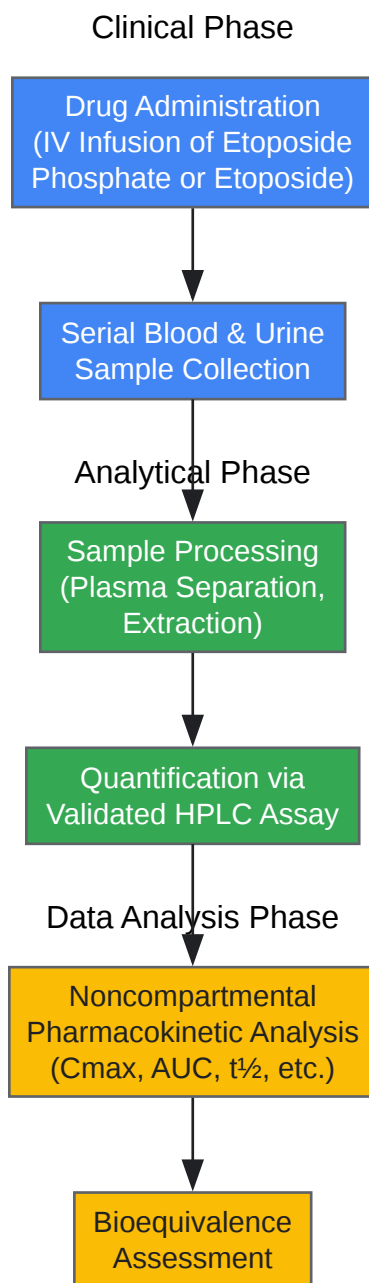 Clinical Phase
Drug Administration
(IV Infusion of Etoposide
Phosphate or Etoposide)
Serial Blood & Urine
Sample Collection
Analytical Phase
Sample Processing
(Plasma Separation,
Extraction)
Quantification via
Validated HPLC Assay
Data Analysis Phase
Noncompartmental
Pharmacokinetic Analysis
(Cmax, AUC, t½, etc.)
Bioequivalence
Assessment